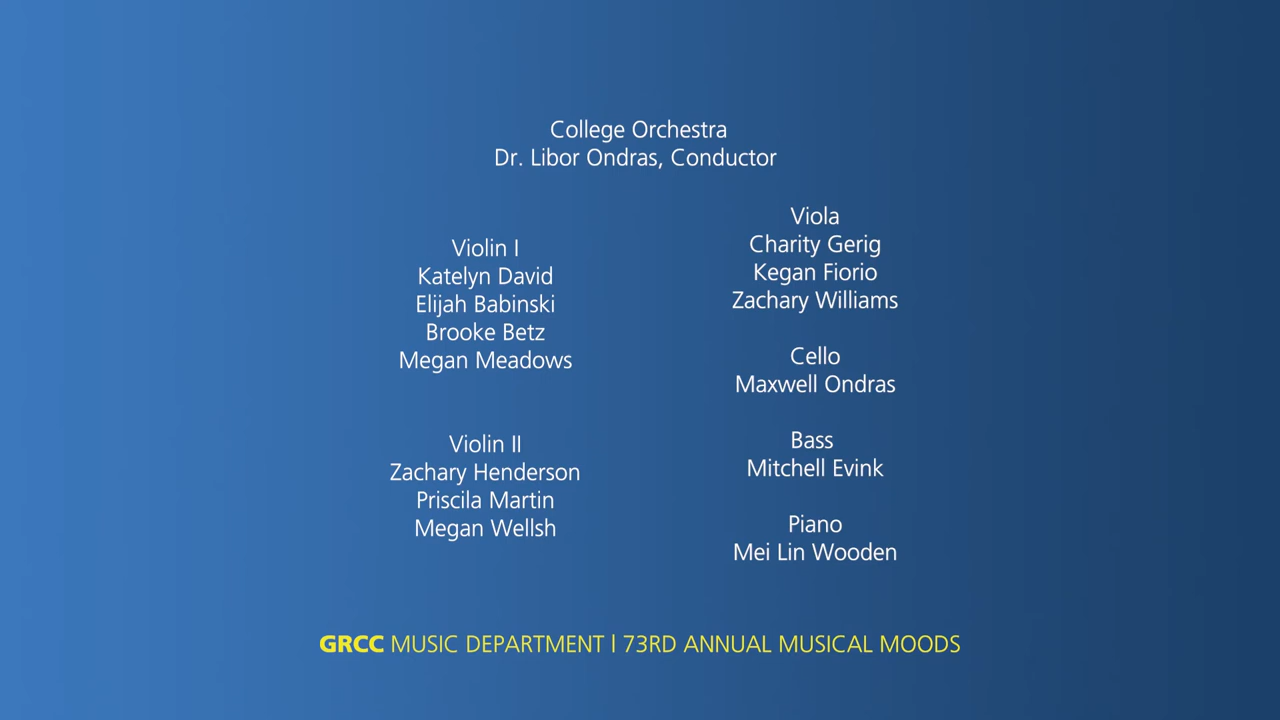 College Orchestra
Dr. Libor Ondras, Conductor
Violin I
Katelyn David
Elijah Babinski
Brooke Betz
Megan Meadows
Violin II
Zachary Henderson
Priscila Martin
Megan Wellsh
Viola
Charity Gerig
Kegan Fiorio
Zachary Williams
Cello
Maxwell Ondras
Bass
Mitchell Evink
Piano
Mei Lin Wooden
GRCC MUSIC DEPARTMENT | 73RD ANNUAL MUSICAL MOODS